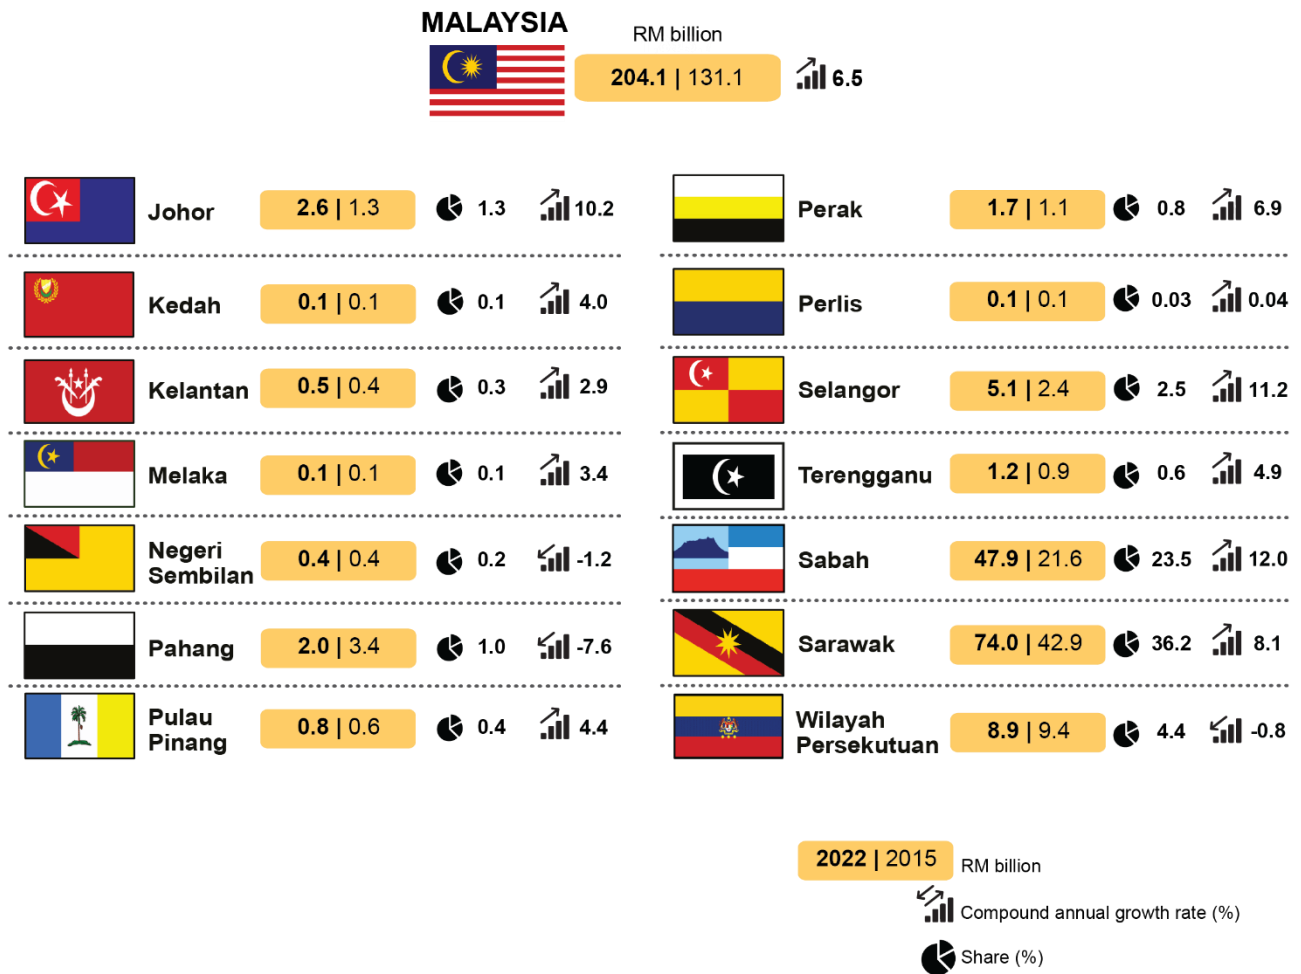 MALAYSIA
RM billion
204.1 | 131.1
6.5
Johor 2.6 | 1.3 1.3 10.2
Kedah 0.1 | 0.1 0.1 4.0
Kelantan 0.5 | 0.4 0.3 2.9
Melaka 0.1 | 0.1 0.1 3.4
Negeri
Sembilan 0.4 | 0.4 0.2 -1.2
Pahang 2.0 | 3.4 1.0 -7.6
Pulau
Pinang 0.8 | 0.6 0.4 4.4
Perak 1.7 | 1.1 0.8 6.9
Perlis 0.1 | 0.1 0.03 0.04
Selangor 5.1 | 2.4 2.5 11.2
Terengganu 1.2 | 0.9 0.6 4.9
Sabah 47.9 | 21.6 23.5 12.0
Sarawak 74.0 | 42.9 36.2 8.1
Wilayah
Persekutuan 8.9 | 9.4 4.4 -0.8
2022 | 2015 RM billion
Compound annual growth rate (%)
Share (%)